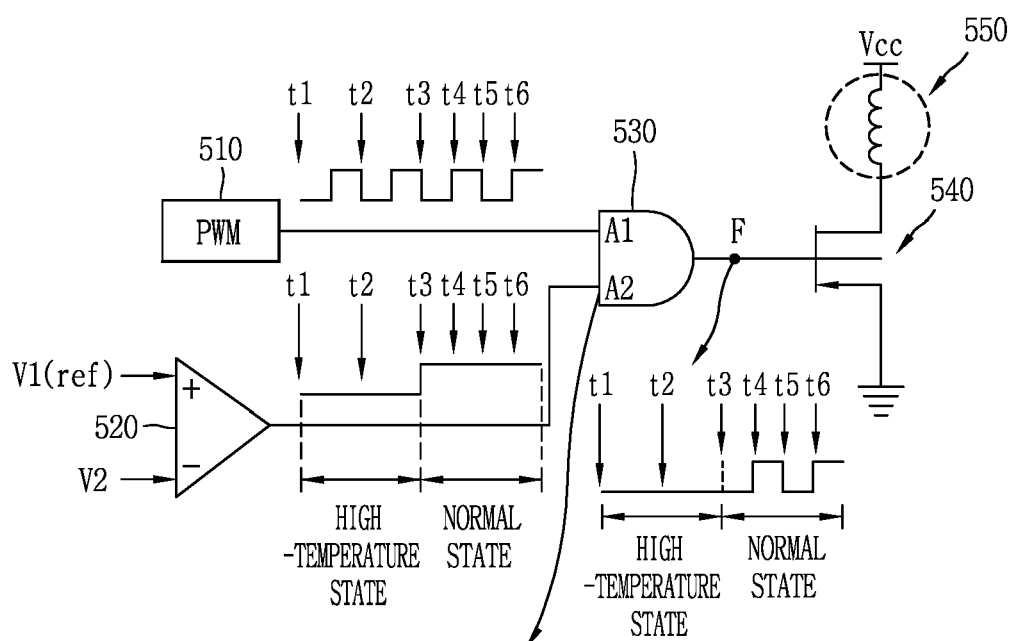 550
Vcc
t1 t2 t3 t4 t5 t6
510
530
540
PWM
A1
F
A2
t1 t2 t3 t4 t5 t6
V1(ref)
+
520
−
V2
t1 t2 t3 t4 t5 t6
HIGH
-TEMPERATURE
STATE
NORMAL
STATE
HIGH
-TEMPERATURE
STATE
NORMAL
STATE